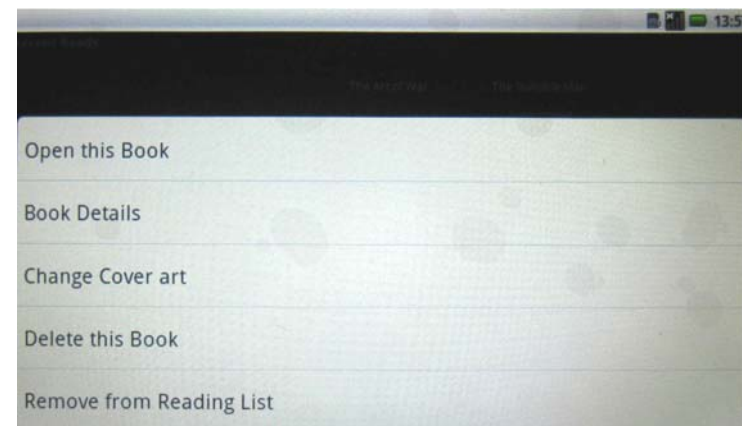 13:5
The Art of War
Open this Book
Book Details
Change Cover art
Delete this Book
Remove from Reading List